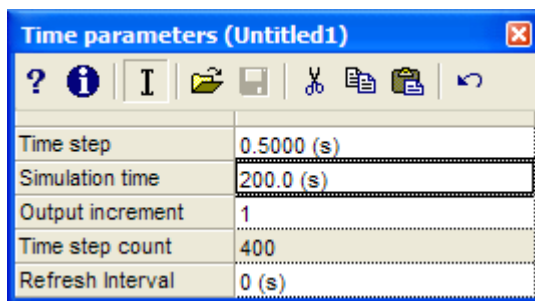 Time parameters (Untitled1)
? i I
Time step 0.5000 (s)
Simulation time 200.0 (s)
Output increment 1
Time step count 400
Refresh Interval 0 (s)